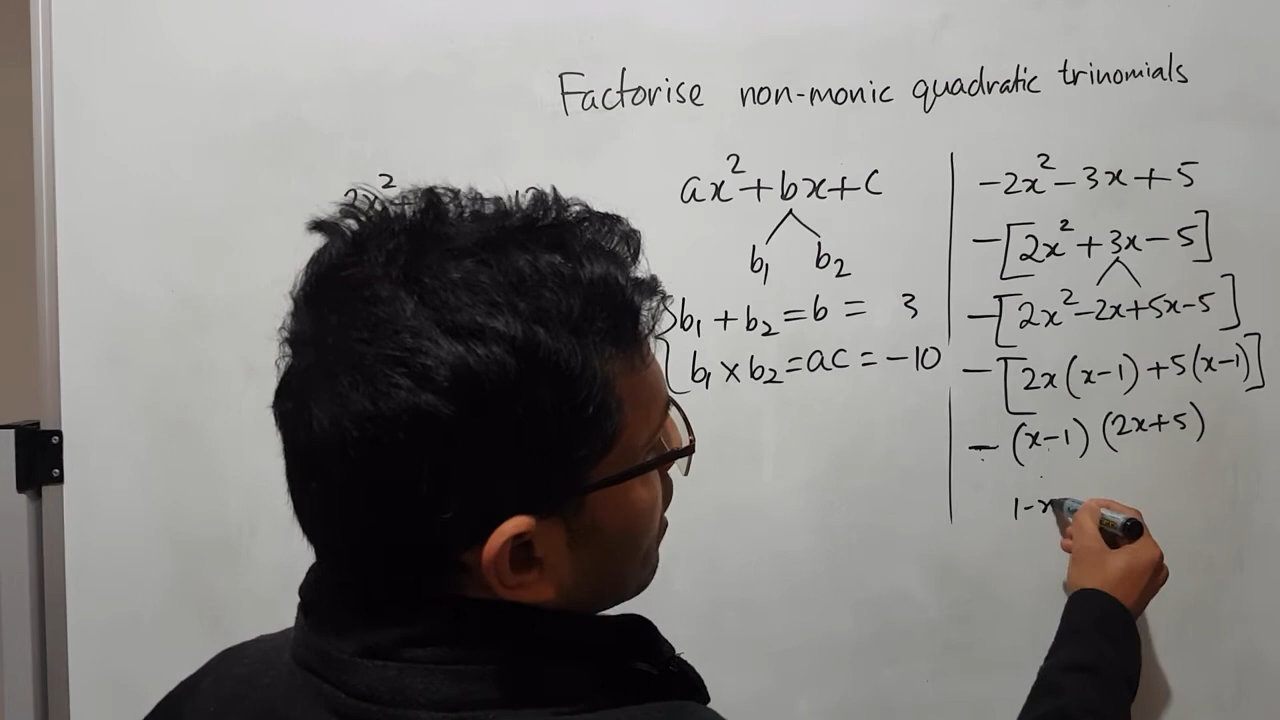 Factorise non-monic quadratic trinomials
ax²+bx+c
b₁ b₂
b₁ + b₂ = b = 3
b₁ × b₂ = ac = -10
-2x²-3x+5
-[2x²+3x-5]
-[2x²-2x+5x-5]
-[2x(x-1)+5(x-1)]
-(x-1)(2x+5)
1-x